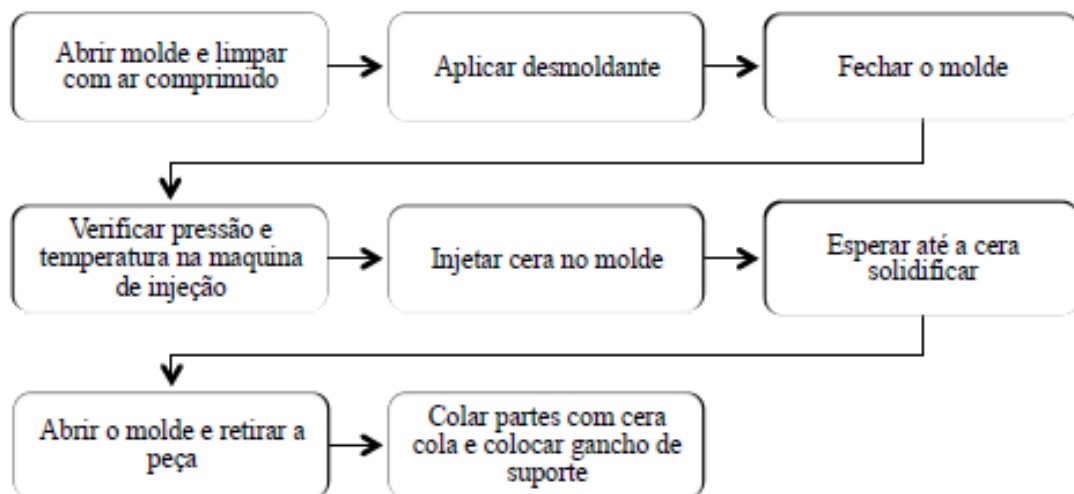 Abrir molde e limpar
com ar comprimido
Aplicar desmoldante
Fechar o molde
Verificar pressão e
temperatura na maquina
de injeção
Injetar cera no molde
Esperar até a cera
solidificar
Abrir o molde e retirar a
peça
Colar partes com cera
cola e colocar gancho de
suporte